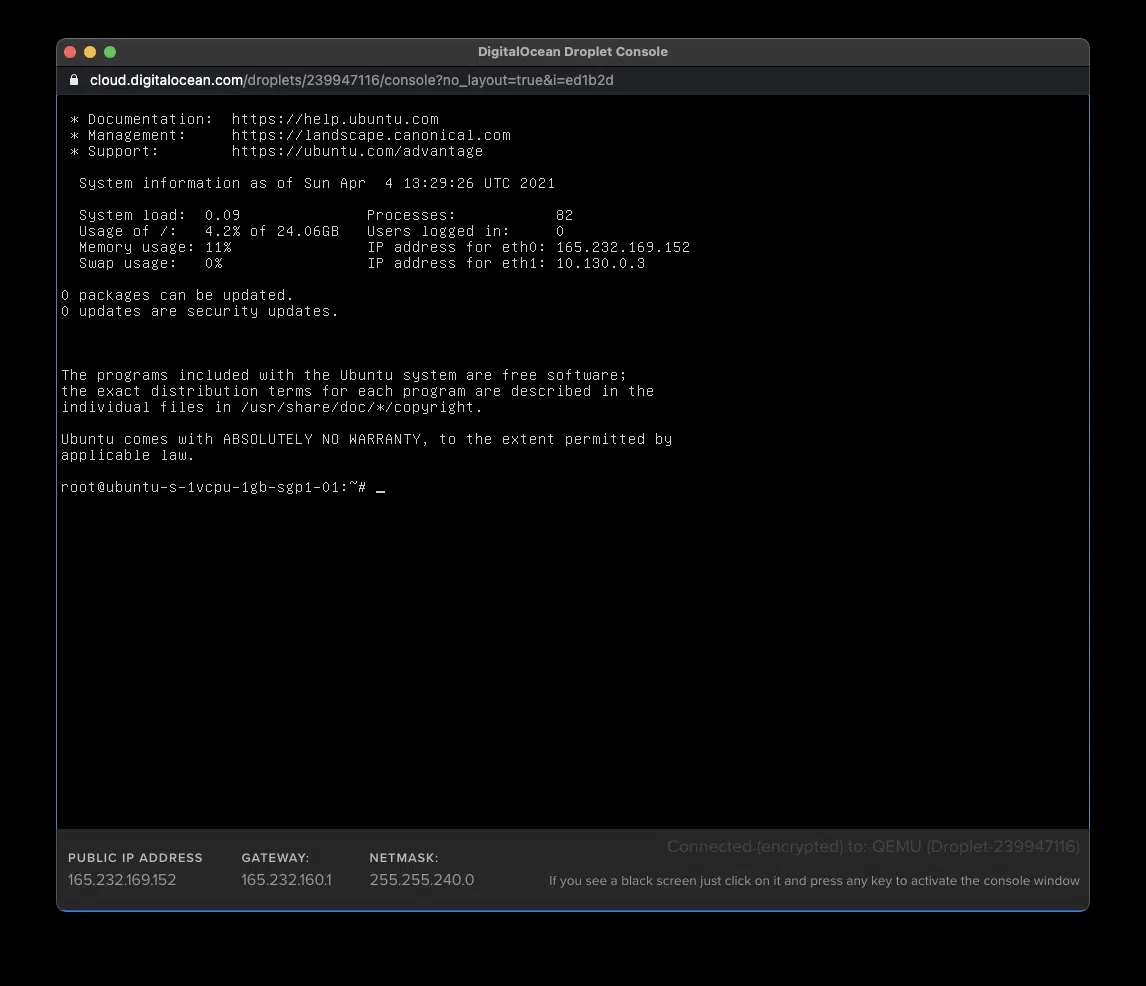 DigitalOcean Droplet Console
cloud.digitalocean.com/droplets/239947116/console?no_layout=true&i=ed1b2d
* Documentation:  https://help.ubuntu.com
* Management:     https://landscape.canonical.com
* Support:        https://ubuntu.com/advantage
System information as of Sun Apr  4 13:29:26 UTC 2021
System load:  0.09              Processes:           82
Usage of /:   4.2% of 24.06GB   Users logged in:     0
Memory usage: 11%               IP address for eth0: 165.232.169.152
Swap usage:   0%                IP address for eth1: 10.130.0.3
0 packages can be updated.
0 updates are security updates.
The programs included with the Ubuntu system are free software;
the exact distribution terms for each program are described in the
individual files in /usr/share/doc/*/copyright.
Ubuntu comes with ABSOLUTELY NO WARRANTY, to the extent permitted by
applicable law.
root@ubuntu-s-1vcpu-1gb-sgp1-01:~# _
Connected (encrypted) to: QEMU (Droplet-239947116)
PUBLIC IP ADDRESS GATEWAY: NETMASK:
165.232.169.152 165.232.160.1 255.255.240.0 If you see a black screen just click on it and press any key to activate the console window